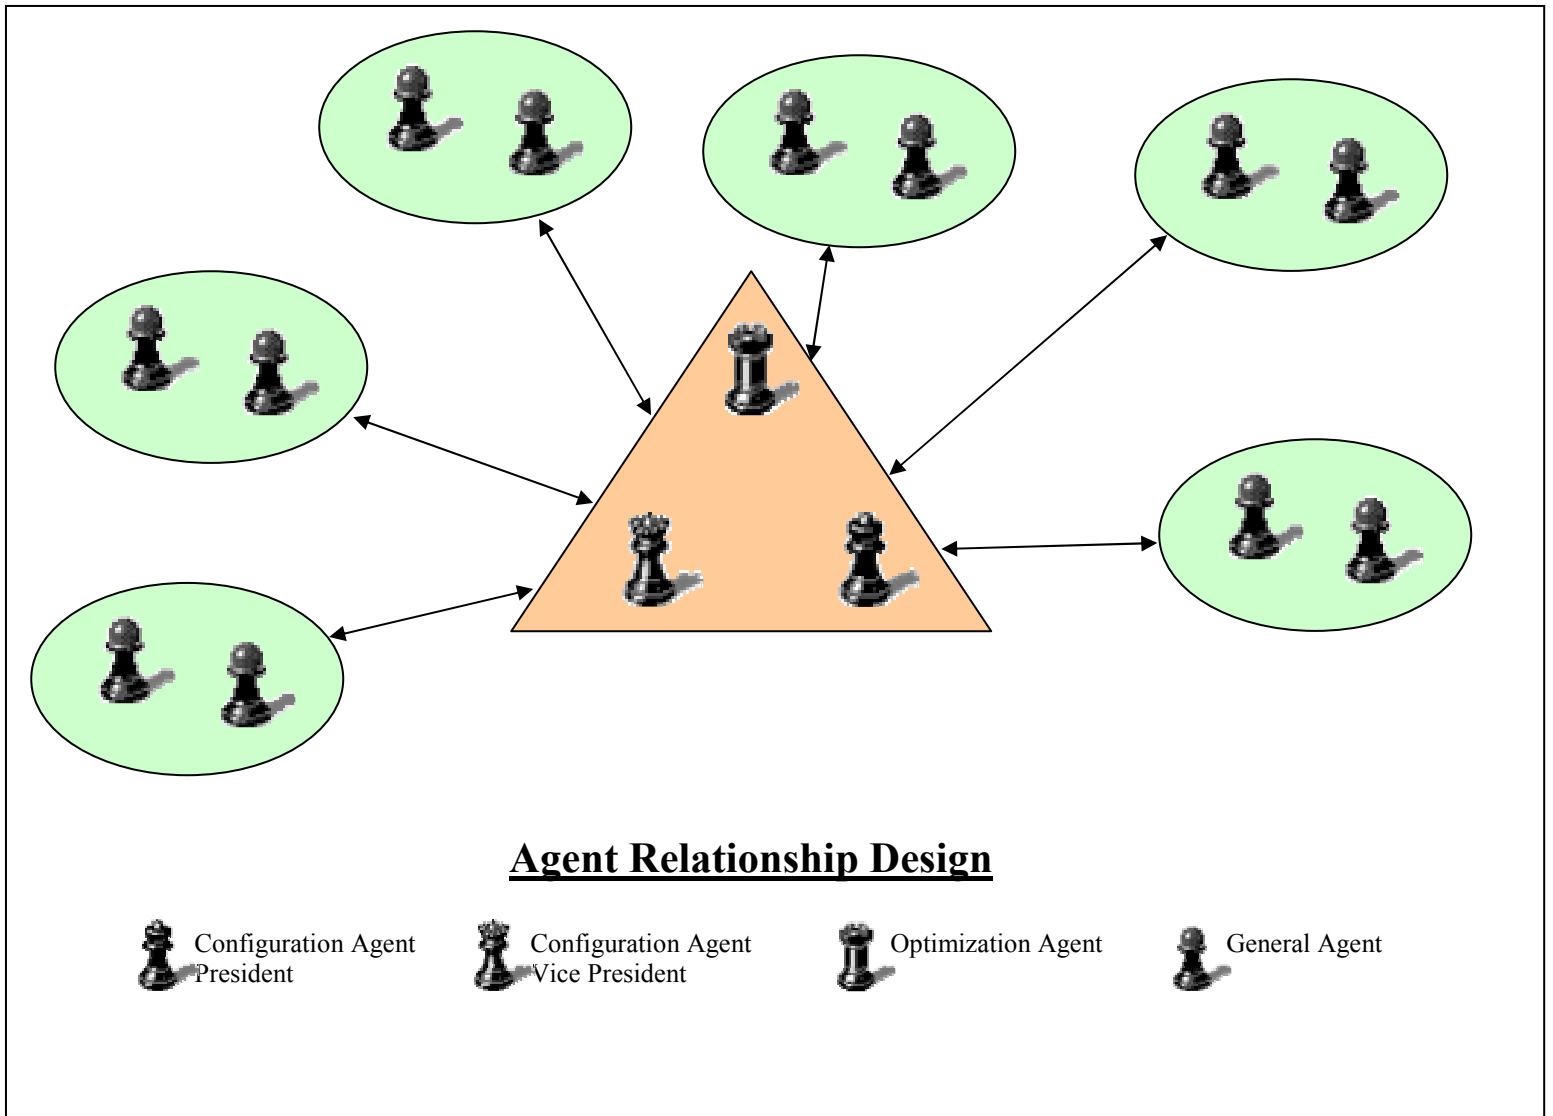 Agent Relationship Design
Configuration Agent
President
Configuration Agent
Vice President
Optimization Agent
General Agent